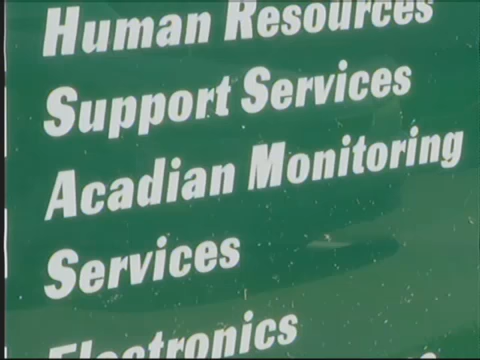 Human Resources
Support Services
Acadian Monitoring
Services
Electronics